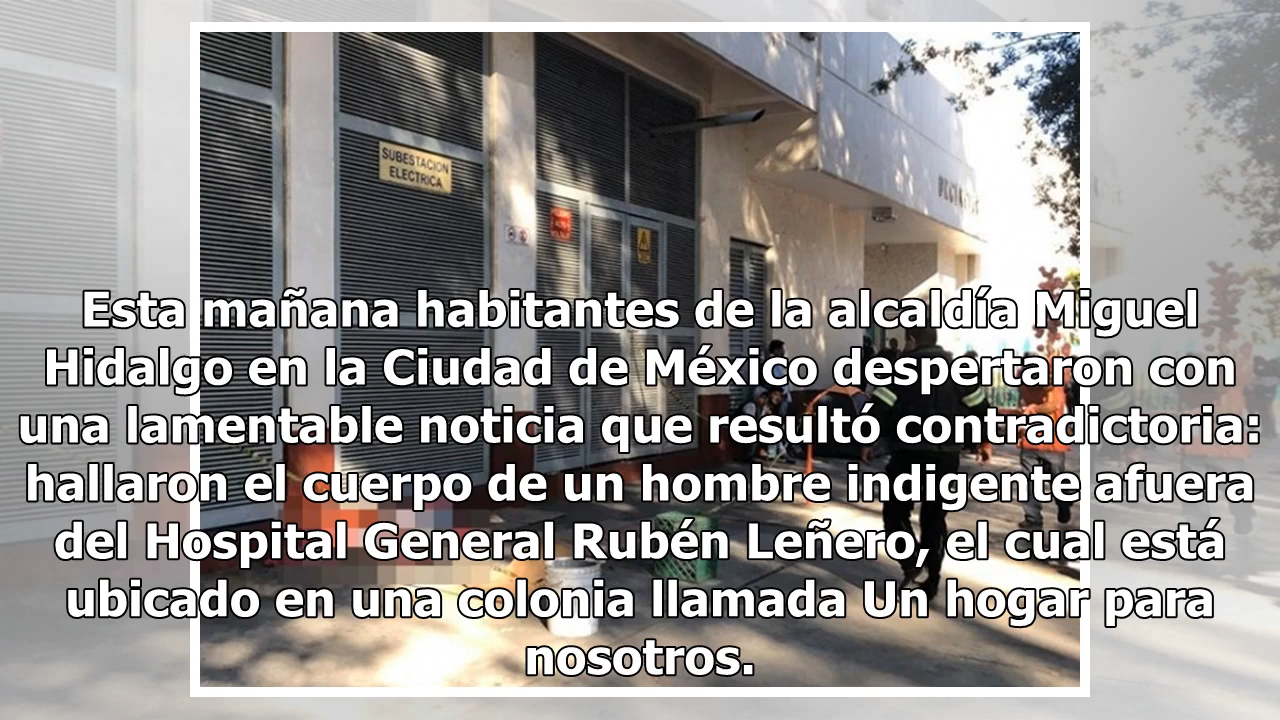 SUBESTACION
ELECTRICA
Esta mañana habitantes de la alcaldía Miguel
Hidalgo en la Ciudad de México despertaron con
una lamentable noticia que resultó contradictoria:
hallaron el cuerpo de un hombre indigente afuera
del Hospital General Rubén Leñero, el cual está
ubicado en una colonia llamada Un hogar para
nosotros.